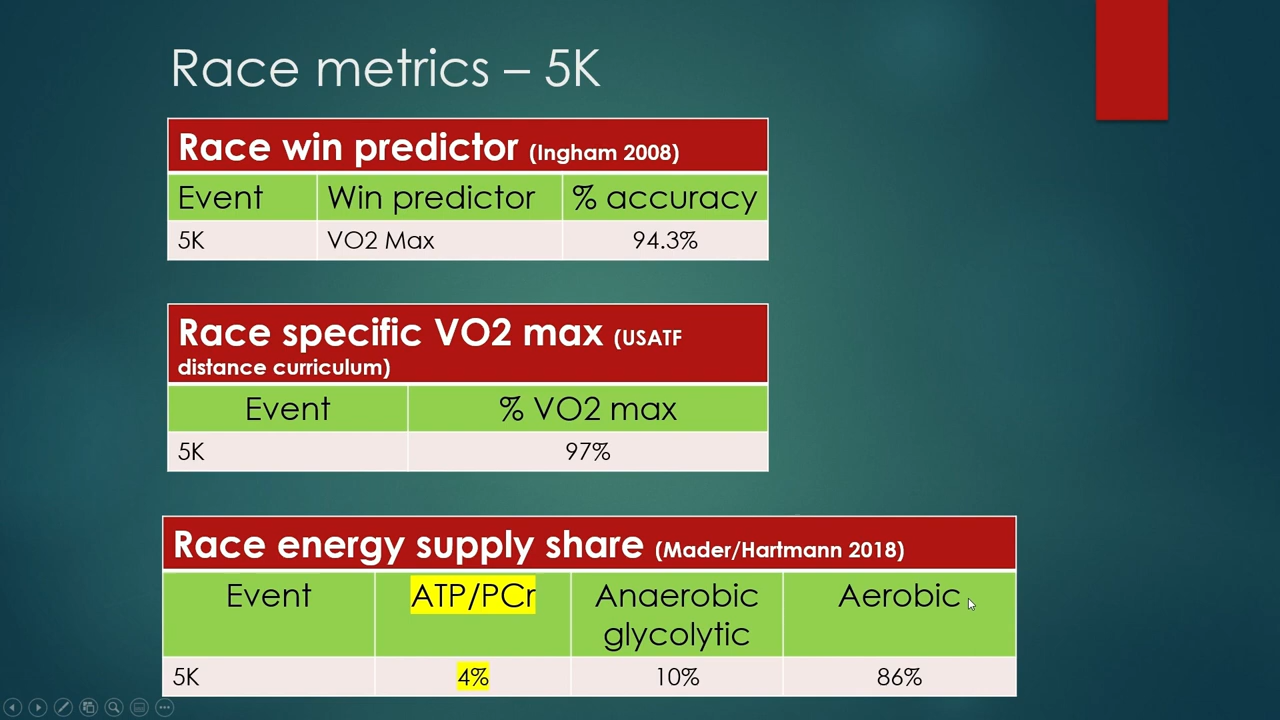 Race metrics – 5K
Race win predictor (Ingham 2008)
Event Win predictor % accuracy
5K VO2 Max 94.3%
Race specific VO2 max (USATF
distance curriculum)
Event % VO2 max
5K 97%
Race energy supply share (Mader/Hartmann 2018)
Event ATP/PCr Anaerobic Aerobic
glycolytic
5K 4% 10% 86%